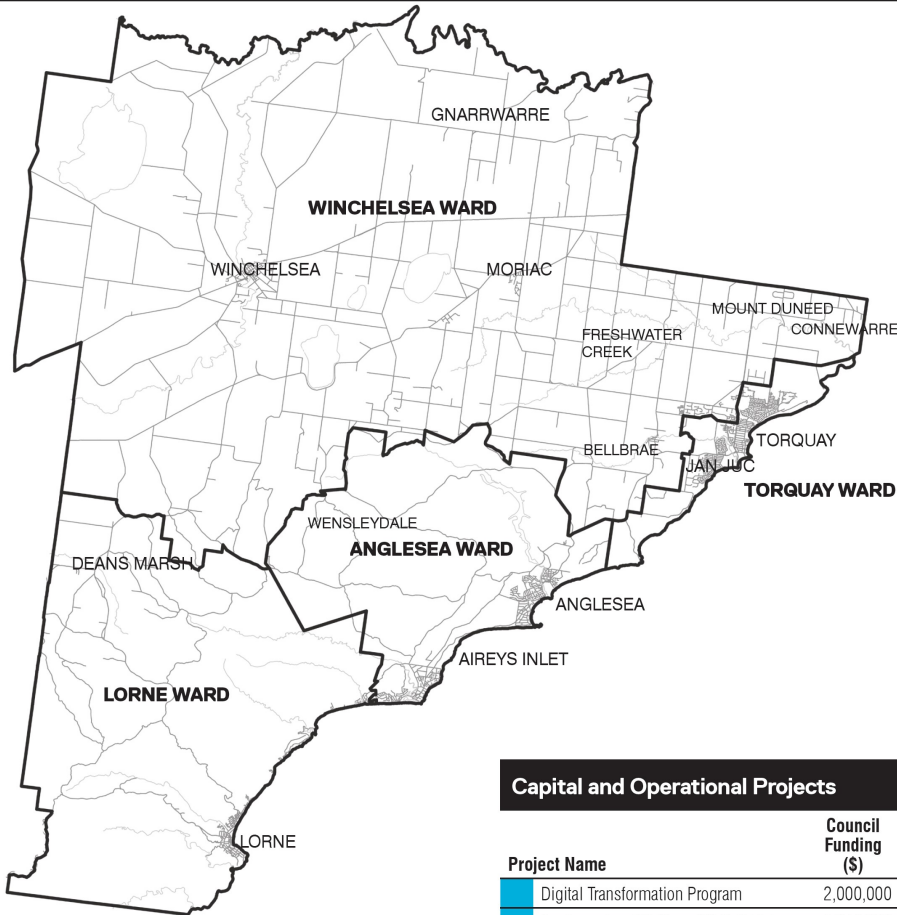 GNARRWARRE
WINCHELSEA WARD
WINCHELSEA
MORIAC
MOUNT DUNEED
CONNEWARRE
FRESHWATER
CREEK
BELLBRAE
TORQUAY
JAN JUC
TORQUAY WARD
WENSLEYDALE
ANGLESEA WARD
DEANS MARSH
ANGLESEA
AIREYS INLET
LORNE WARD
LORNE
Capital and Operational Projects
Project Name
Council
Funding
($)
Digital Transformation Program 2,000,000